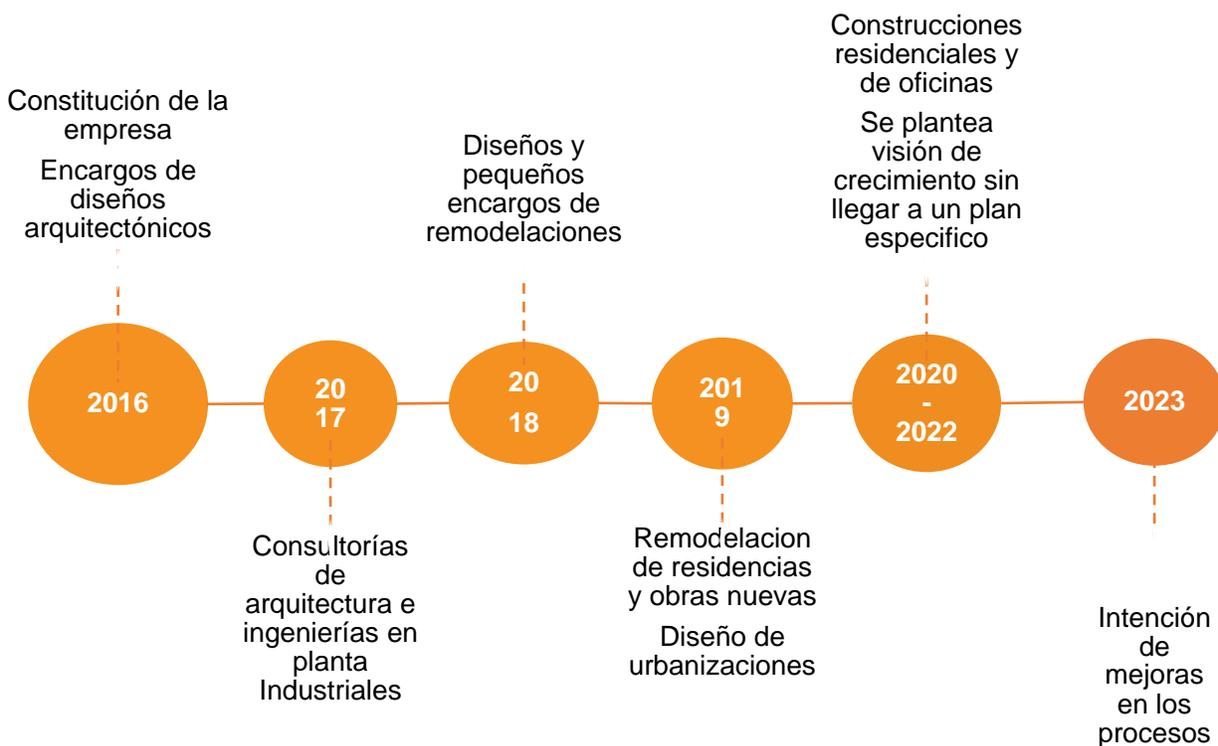 Constitución de la
empresa
Encargos de
diseños
arquitectónicos
2016
20
17
Consultorías
de
arquitectura e
ingenierías en
planta
Industriales
Diseños y
pequeños
encargos de
remodelaciones
20
18
201
9
Remodelacion
de residencias
y obras nuevas
Diseño de
urbanizaciones
Construcciones
residenciales y
de oficinas
Se plantea
visión de
crecimiento sin
llegar a un plan
especifico
2020
-
2022
2023
Intención
de
mejoras
en los
procesos